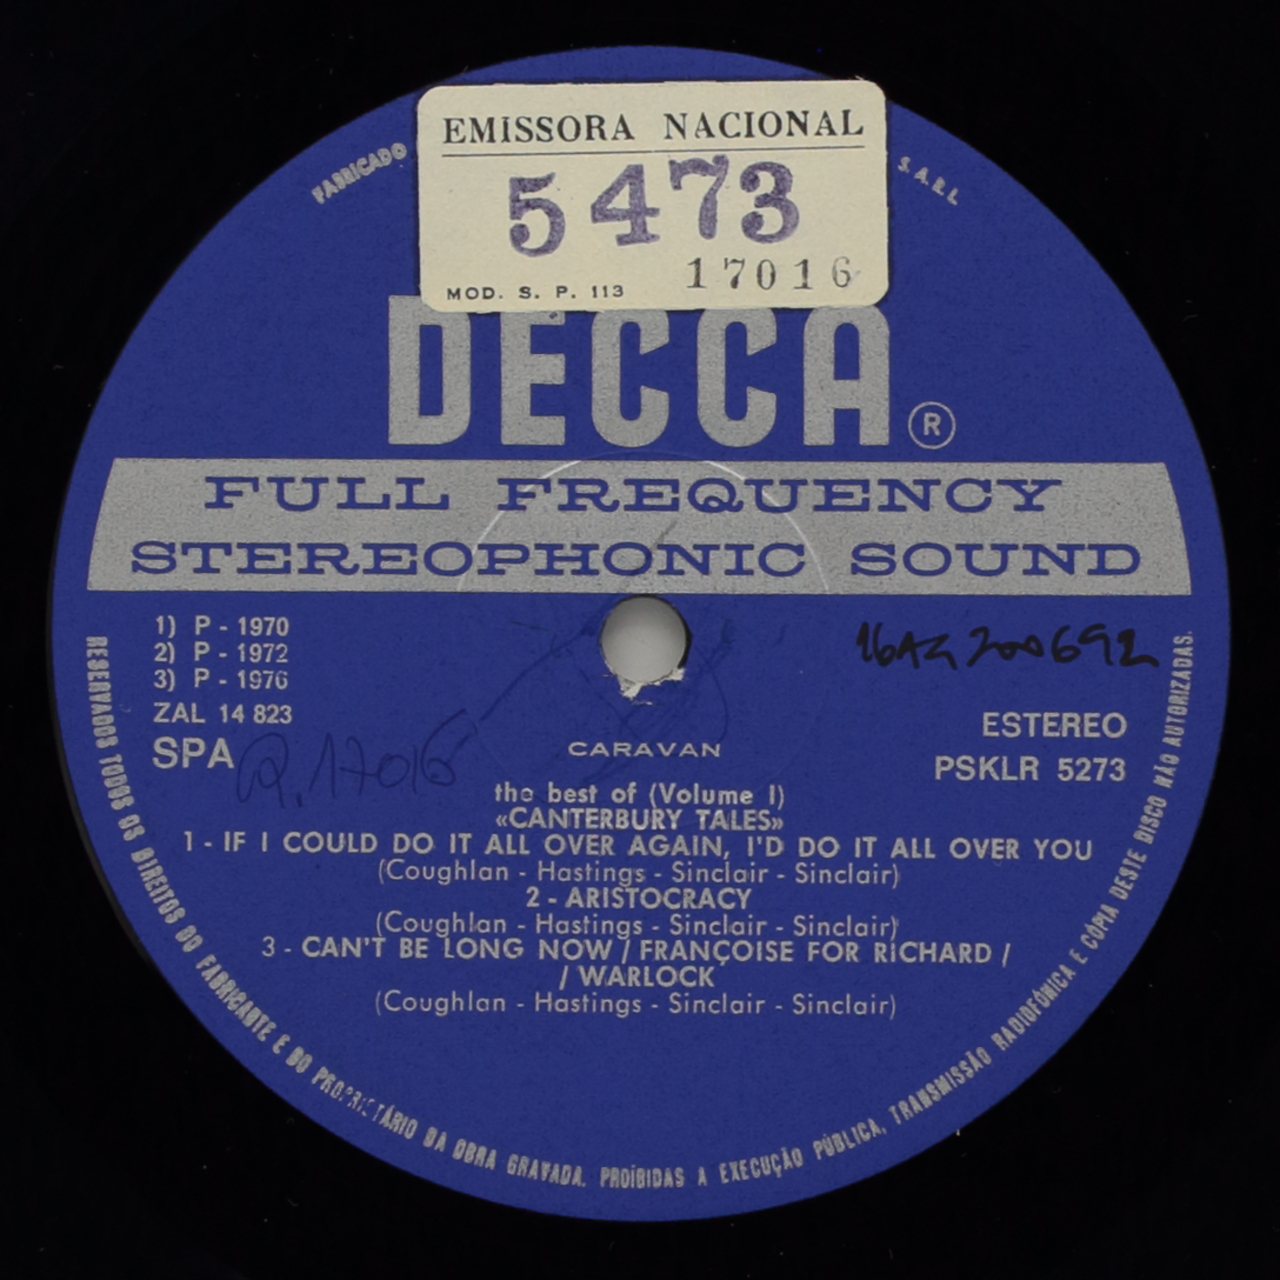 EMISSORA NACIONAL
5473
17016
MOD. S. P. 113
FABRICADO
S.A.R.L
DECCA ®
FULL FREQUENCY
STEREOPHONIC SOUND
1) P - 1970
2) P - 1972
3) P - 1976
ZAL 14 823
SPA
Q. 17016
ESTEREO
PSKLR 5273
CARAVAN
the best of (Volume I)
«CANTERBURY TALES»
1 - IF I COULD DO IT ALL OVER AGAIN, I'D DO IT ALL OVER YOU
(Coughlan - Hastings - Sinclair - Sinclair)
2 - ARISTOCRACY
(Coughlan - Hastings - Sinclair - Sinclair)
3 - CAN'T BE LONG NOW / FRANÇOISE FOR RICHARD /
/ WARLOCK
(Coughlan - Hastings - Sinclair - Sinclair)
RESERVADOS TODOS OS DIREITOS DO FABRICANTE E DO PROPRIETÁRIO DA OBRA GRAVADA. PROÍBIDAS A EXECUÇÃO PÚBLICA, TRANSMISSÃO RADIOFÓNICA E CÓPIA DESTE DISCO NÃO AUTORIZADAS.